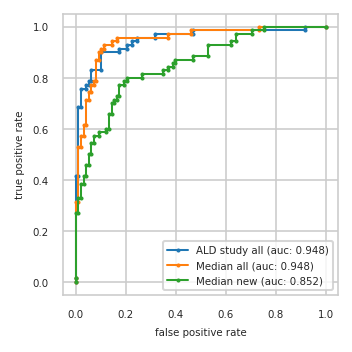 1.0
0.8
0.6
0.4
0.2
0.0
true positive rate
ALD study all (auc: 0.948)
Median all (auc: 0.948)
Median new (auc: 0.852)
0.0 0.2 0.4 0.6 0.8 1.0
false positive rate